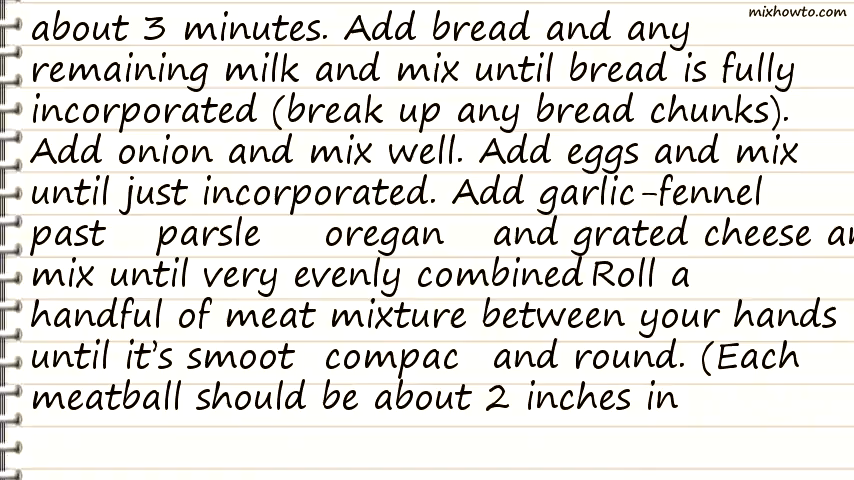 mixhowto.com
about 3 minutes. Add bread and any
remaining milk and mix until bread is fully
incorporated (break up any bread chunks).
Add onion and mix well. Add eggs and mix
until just incorporated. Add garlic-fennel
past parsle oregan and grated cheese an
mix until very evenly combined Roll a
handful of meat mixture between your hands
until it's smoot compac and round. (Each
meatball should be about 2 inches in